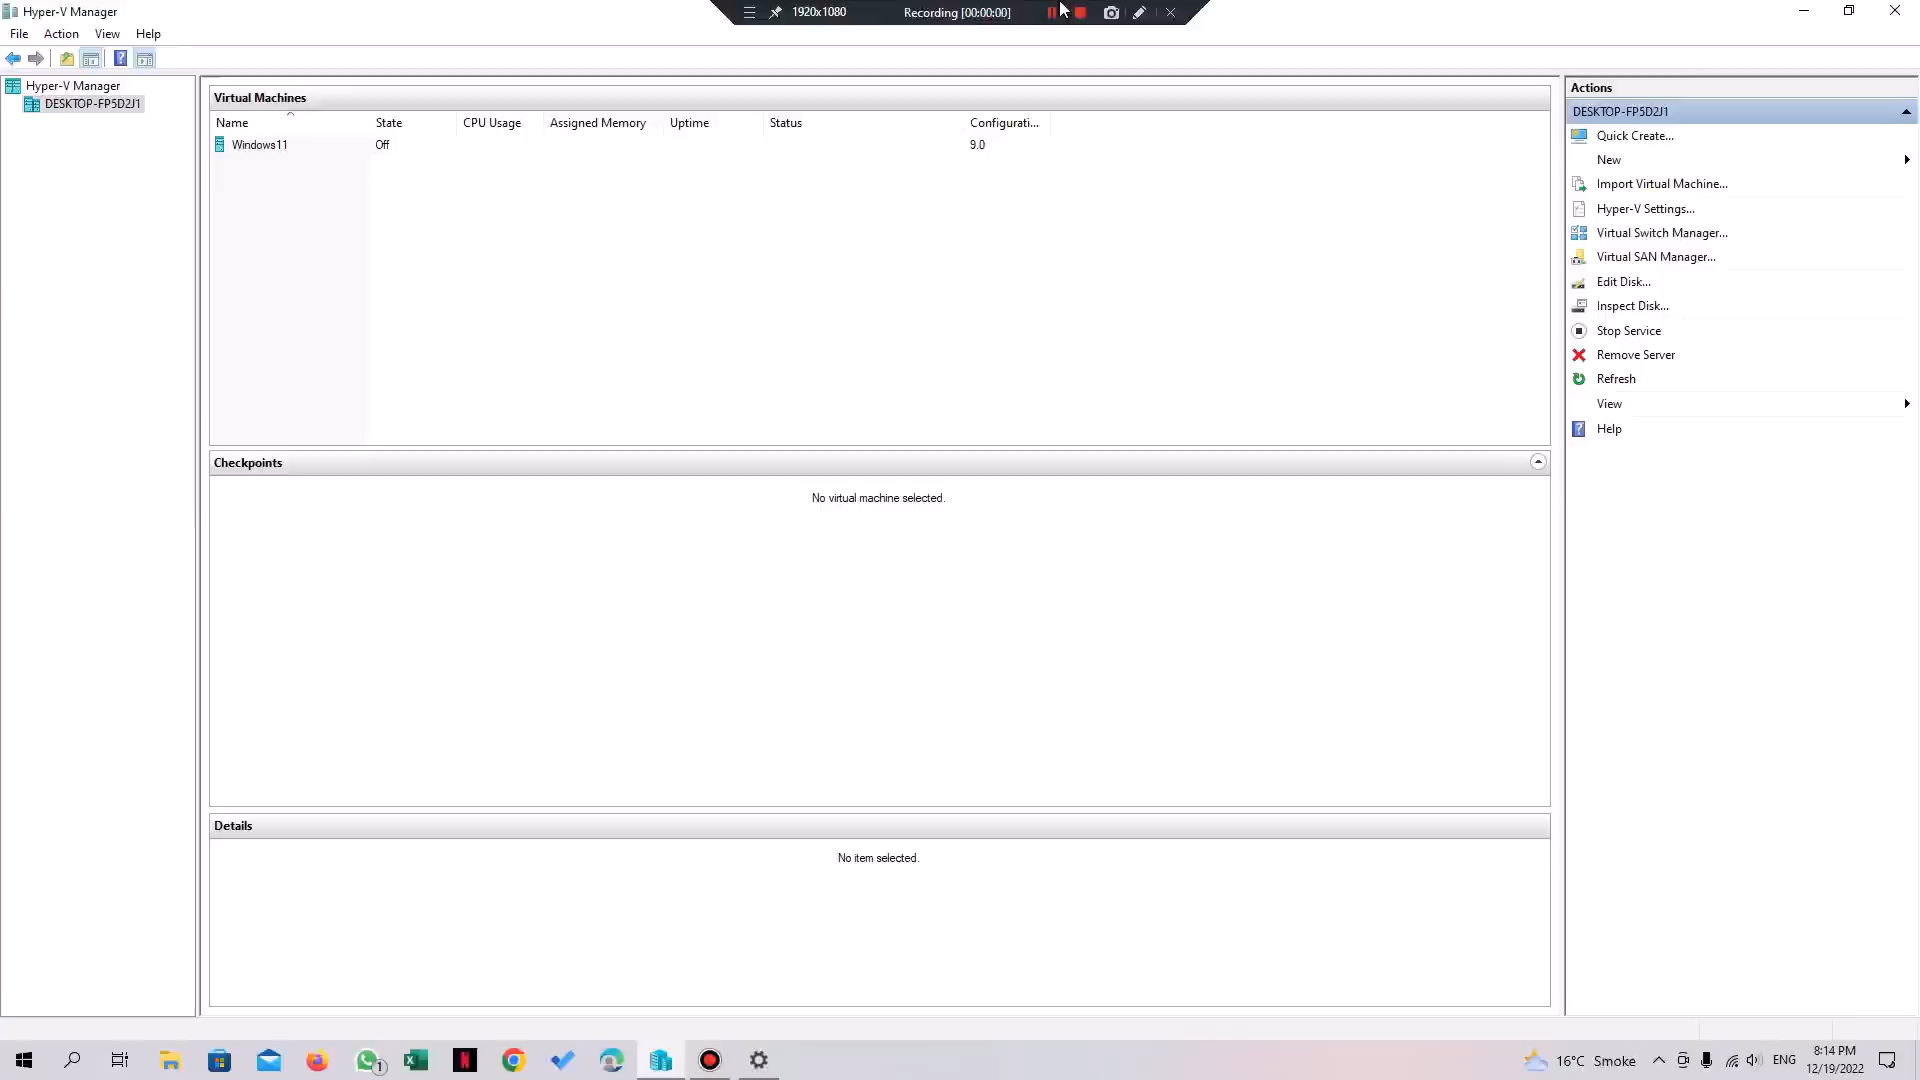 Hyper-V Manager
1920x1080
Recording [00:00:00]
File Action View Help
Hyper-V Manager
DESKTOP-FP5D2J1
Virtual Machines
Name State CPU Usage Assigned Memory Uptime Status Configurati...
Windows11 Off 9.0
Checkpoints
No virtual machine selected.
Details
No item selected.
Actions
DESKTOP-FP5D2J1
Quick Create...
New
Import Virtual Machine...
Hyper-V Settings...
Virtual Switch Manager...
Virtual SAN Manager...
Edit Disk...
Inspect Disk...
Stop Service
Remove Server
Refresh
View
Help
1
16°C Smoke
ENG
8:14 PM
12/19/2022